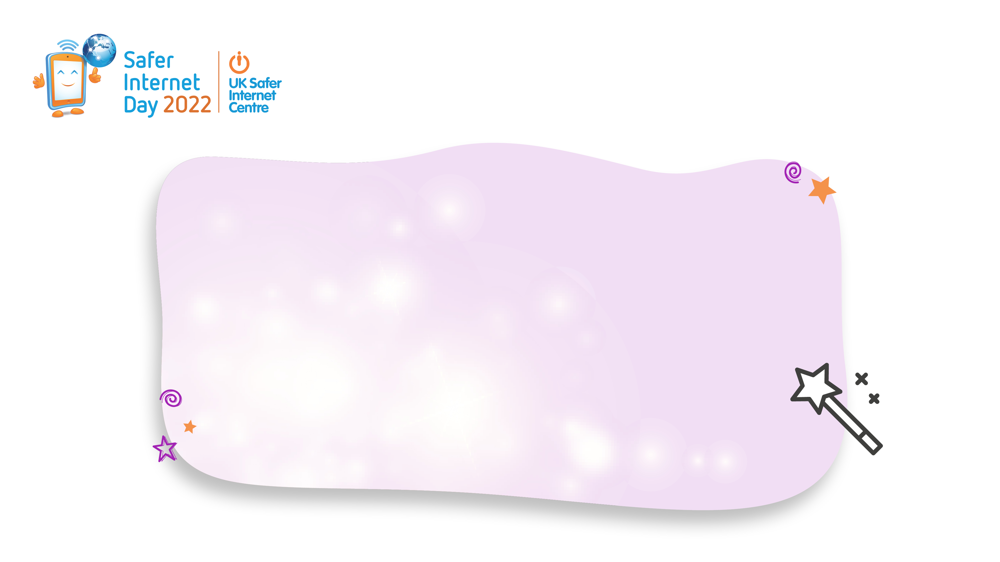 Safer
Internet
Day 2022
UK Safer
Internet
Centre